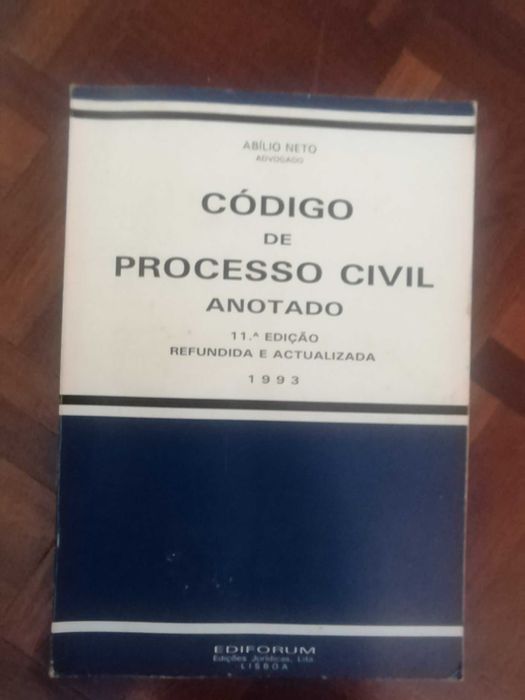 ABÍLIO NETO
ADVOGADO
CÓDIGO
DE
PROCESSO CIVIL
ANOTADO
11.ᴬ EDIÇÃO
REFUNDIDA E ACTUALIZADA
1993
EDIFORUM
Edições Jurídicas, Lda.
LISBOA